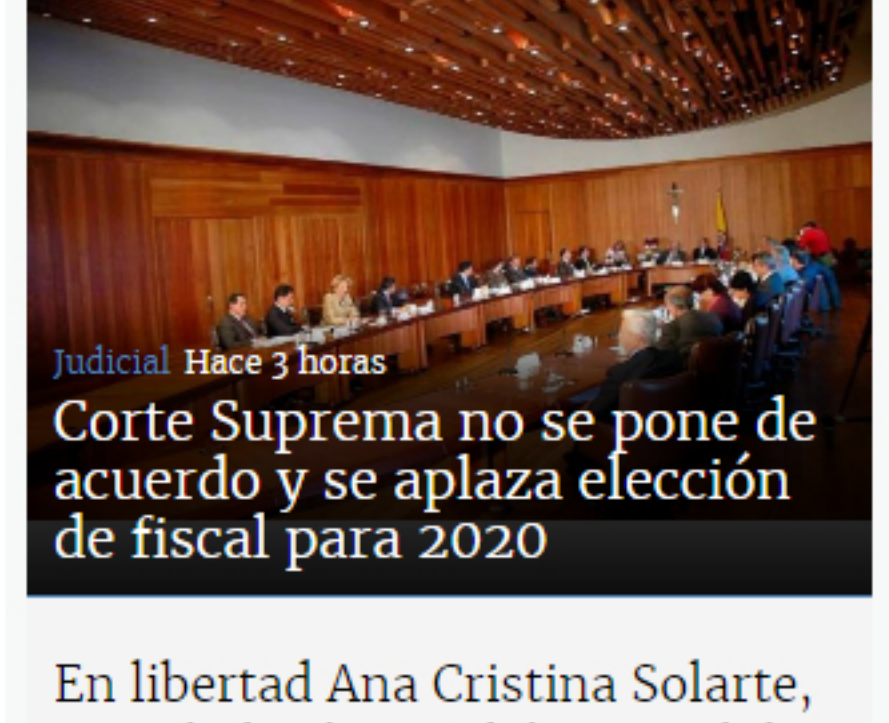 Judicial Hace 3 horas
Corte Suprema no se pone de
acuerdo y se aplaza elección
de fiscal para 2020
En libertad Ana Cristina Solarte,